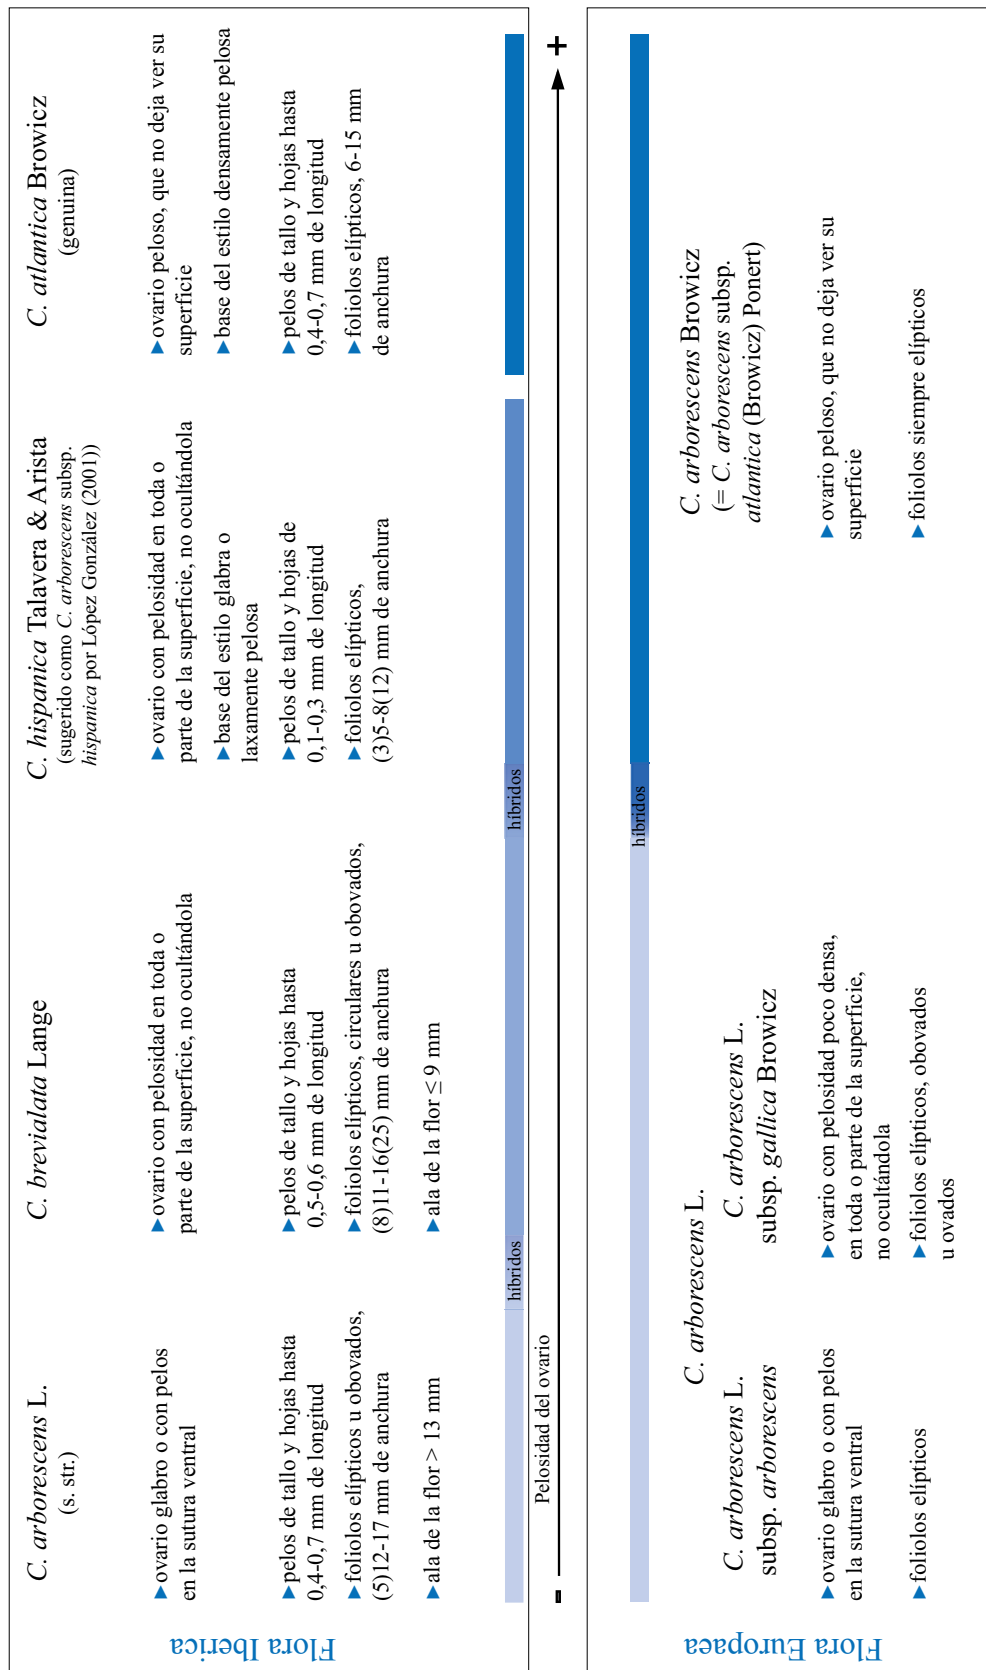 Flora Iberica
C. arborescens L.
(s. str.)
▶ovario glabro o con pelos
en la sutura ventral
▶pelos de tallo y hojas hasta
0,4-0,7 mm de longitud
▶foliolos elípticos u obovados,
(5)12-17 mm de anchura
▶ala de la flor > 13 mm
C. brevialata Lange
▶ovario con pelosidad en toda o
parte de la superficie, no ocultándola
▶pelos de tallo y hojas hasta
0,5-0,6 mm de longitud
▶foliolos elípticos, circulares u obovados,
(8)11-16(25) mm de anchura
▶ala de la flor ≤ 9 mm
C. hispanica Talavera & Arista
(sugerido como C. arborescens subsp.
hispanica por López González (2001))
▶ovario con pelosidad en toda o
parte de la superficie, no ocultándola
▶base del estilo glabra o
laxamente pelosa
▶pelos de tallo y hojas de
0,1-0,3 mm de longitud
▶foliolos elípticos,
(3)5-8(12) mm de anchura
C. atlantica Browicz
(genuina)
▶ovario peloso, que no deja ver su
superficie
▶base del estilo densamente pelosa
▶pelos de tallo y hojas hasta
0,4-0,7 mm de longitud
▶foliolos elípticos, 6-15 mm
de anchura
híbridos
híbridos
Pelosidad del ovario
-
+
Flora Europaea
híbridos
C. arborescens L.
C. arborescens L.
subsp. arborescens
▶ovario glabro o con pelos
en la sutura ventral
▶foliolos elípticos
C. arborescens L.
subsp. gallica Browicz
▶ovario con pelosidad poco densa,
en toda o parte de la superficie,
no ocultándola
▶foliolos elípticos, obovados
u ovados
C. arborescens Browicz
(= C. arborescens subsp.
atlantica (Browicz) Ponert)
▶ovario peloso, que no deja ver su
superficie
▶foliolos siempre elípticos